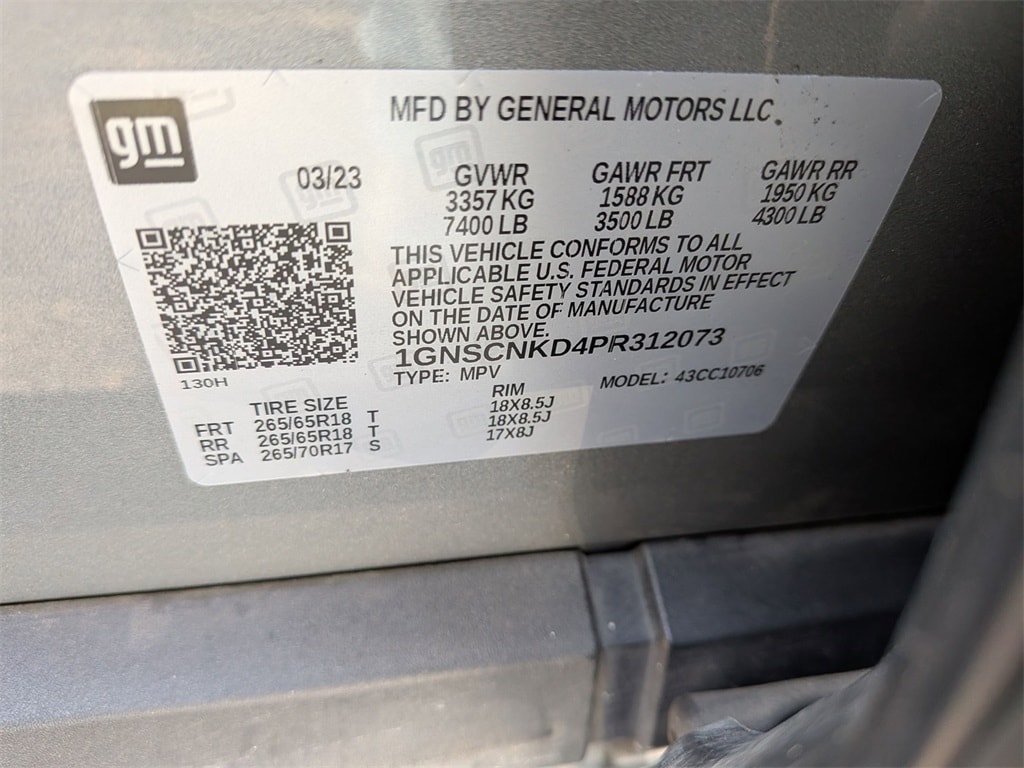 gm
MFD BY GENERAL MOTORS LLC
03/23
GVWR GAWR FRT GAWR RR
3357 KG 1588 KG 1950 KG
7400 LB 3500 LB 4300 LB
THIS VEHICLE CONFORMS TO ALL
APPLICABLE U.S. FEDERAL MOTOR
VEHICLE SAFETY STANDARDS IN EFFECT
ON THE DATE OF MANUFACTURE
SHOWN ABOVE.
1GNSCNKD4PR312073
TYPE: MPV MODEL: 43CC10706
130H
TIRE SIZE RIM
FRT 265/65R18 T 18X8.5J
RR 265/65R18 T 18X8.5J
SPA 265/70R17 S 17X8J